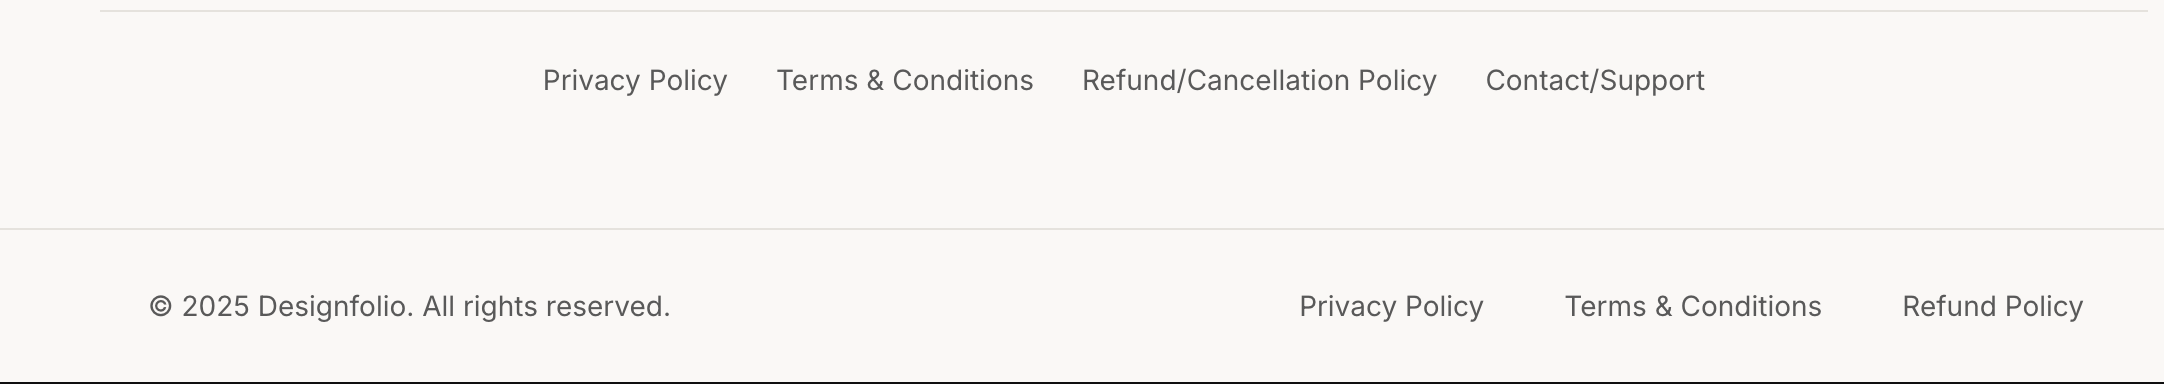 Privacy Policy Terms & Conditions Refund/Cancellation Policy Contact/Support
© 2025 Designfolio. All rights reserved. Privacy Policy Terms & Conditions Refund Policy